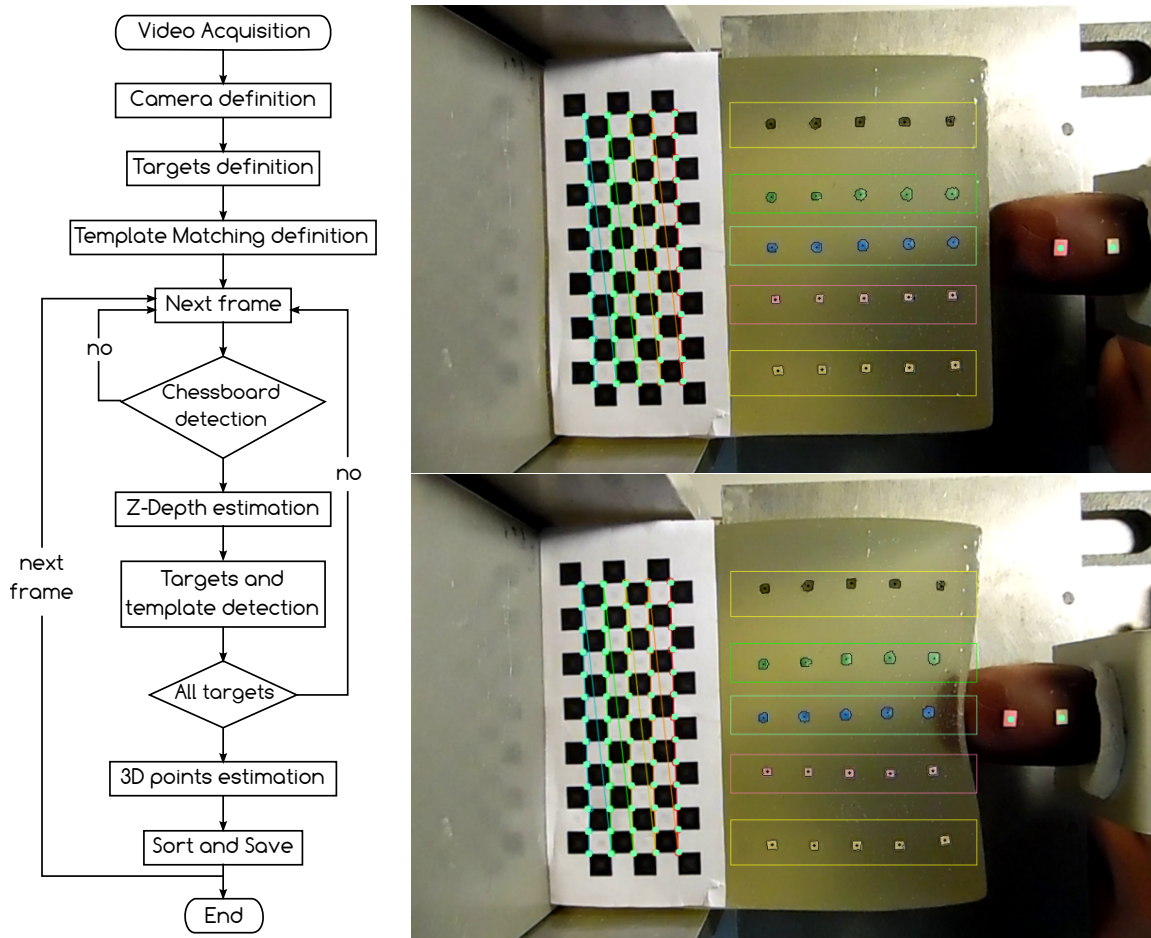 Video Acquisition
Camera definition
Targets definition
Template Matching definition
Next frame
no
Chessboard
detection
no
Z-Depth estimation
next
frame
Targets and
template detection
All targets
3D points estimation
Sort and Save
End